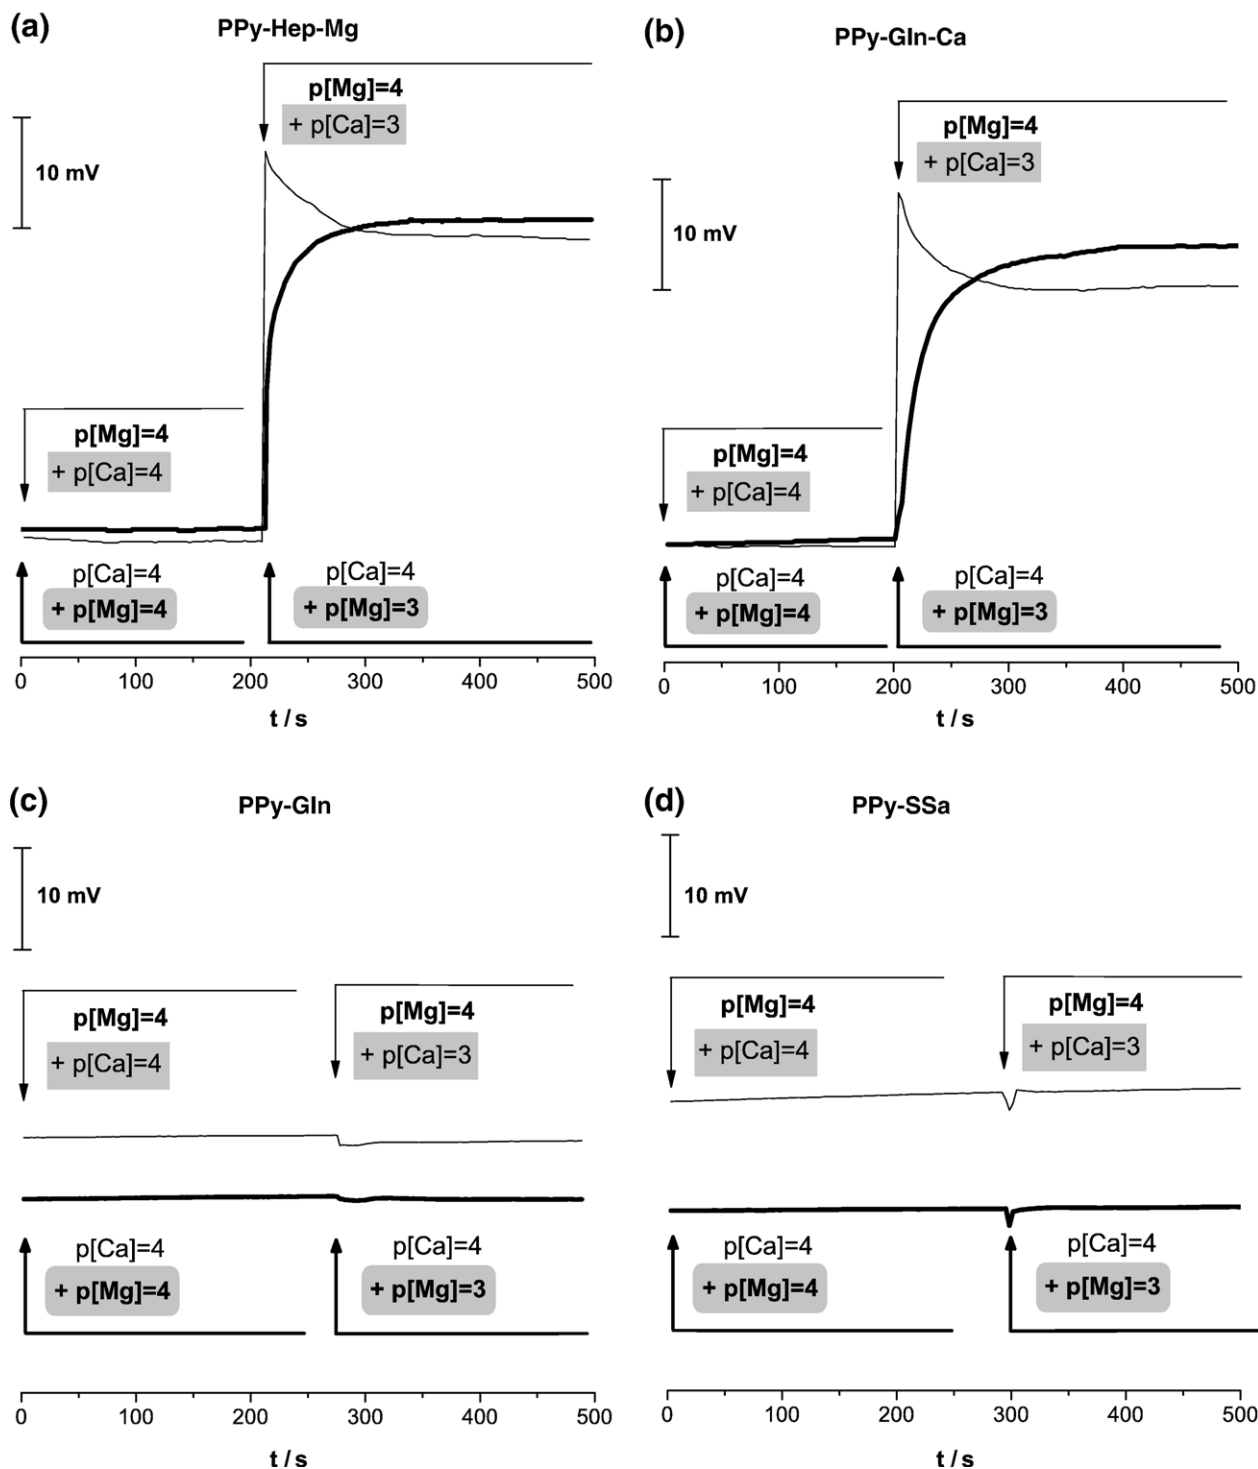 (a)
PPy-Hep-Mg
p[Mg]=4
+ p[Ca]=3
10 mV
p[Mg]=4
+ p[Ca]=4
p[Ca]=4
+ p[Mg]=4
p[Ca]=4
+ p[Mg]=3
0 100 200 300 400 500
t / s
(b)
PPy-Gln-Ca
p[Mg]=4
+ p[Ca]=3
10 mV
p[Mg]=4
+ p[Ca]=4
p[Ca]=4
+ p[Mg]=4
p[Ca]=4
+ p[Mg]=3
0 100 200 300 400 500
t / s
(c)
PPy-Gln
10 mV
p[Mg]=4
+ p[Ca]=4
p[Mg]=4
+ p[Ca]=3
p[Ca]=4
+ p[Mg]=4
p[Ca]=4
+ p[Mg]=3
0 100 200 300 400 500
t / s
(d)
PPy-SSa
10 mV
p[Mg]=4
+ p[Ca]=4
p[Mg]=4
+ p[Ca]=3
p[Ca]=4
+ p[Mg]=4
p[Ca]=4
+ p[Mg]=3
0 100 200 300 400 500
t / s